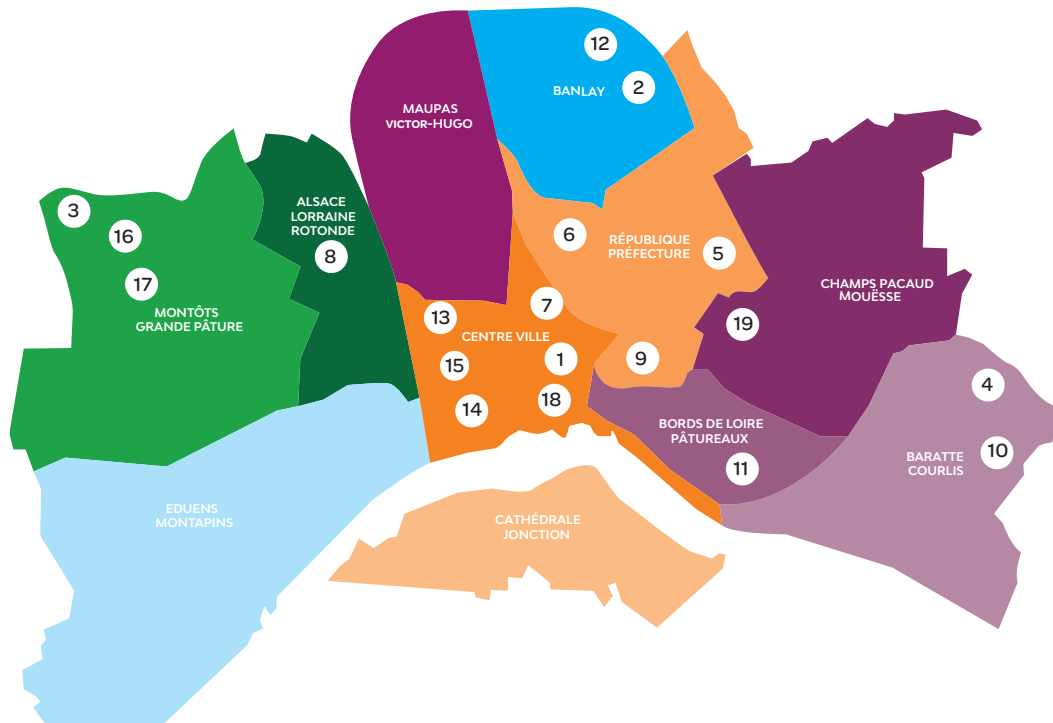 12
2
BANLAY
MAUPAS
VICTOR-HUGO
3
16
17
MONTÔTS
GRANDE PÂTURE
ALSACE
LORRAINE
ROTONDE
8
6
RÉPUBLIQUE
PRÉFECTURE
5
9
CHAMPS PACAUD
MOUËSSE
19
7
13
CENTRE VILLE
15
1
14
18
BORDS DE LOIRE
PÂTUREAUX
11
4
BARATTE
COURLIS
10
EDUENS
MONTAPINS
CATHÉDRALE
JONCTION